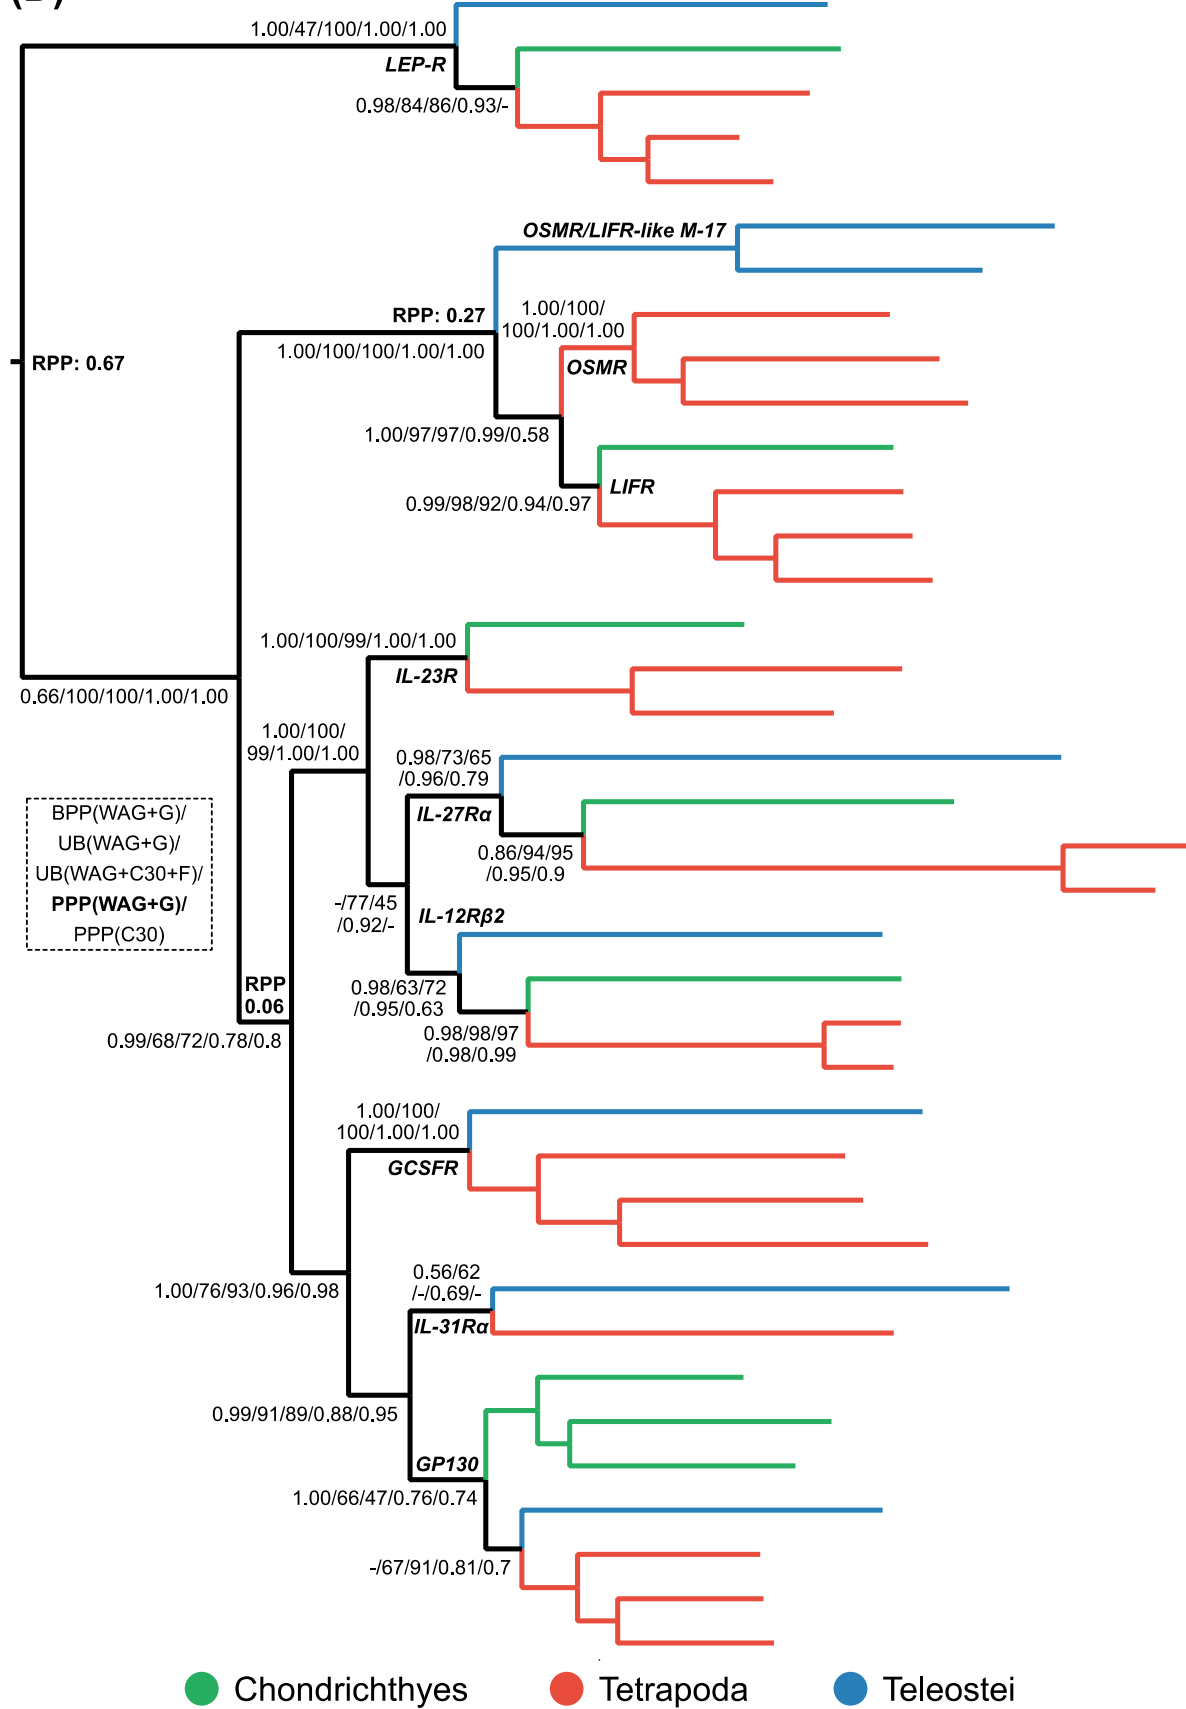 (B)
1.00/47/100/1.00/1.00
LEP-R
0.98/84/86/0.93/-
OSMR/LIFR-like M-17
RPP: 0.27
1.00/100/
100/1.00/1.00
1.00/100/100/1.00/1.00
OSMR
RPP: 0.67
1.00/97/97/0.99/0.58
LIFR
0.99/98/92/0.94/0.97
1.00/100/99/1.00/1.00
IL-23R
0.66/100/100/1.00/1.00
1.00/100/
99/1.00/1.00
0.98/73/65
/0.96/0.79
IL-27Rα
0.86/94/95
/0.95/0.9
BPP(WAG+G)/
UB(WAG+G)/
UB(WAG+C30+F)/
PPP(WAG+G)/
PPP(C30)
-/77/45
/0.92/-
IL-12Rβ2
0.98/63/72
/0.95/0.63
RPP
0.06
0.98/98/97
/0.98/0.99
0.99/68/72/0.78/0.8
1.00/100/
100/1.00/1.00
GCSFR
1.00/76/93/0.96/0.98
0.56/62
/-/0.69/-
IL-31Rα
0.99/91/89/0.88/0.95
GP130
1.00/66/47/0.76/0.74
-/67/91/0.81/0.7
Chondrichthyes
Tetrapoda
Teleostei